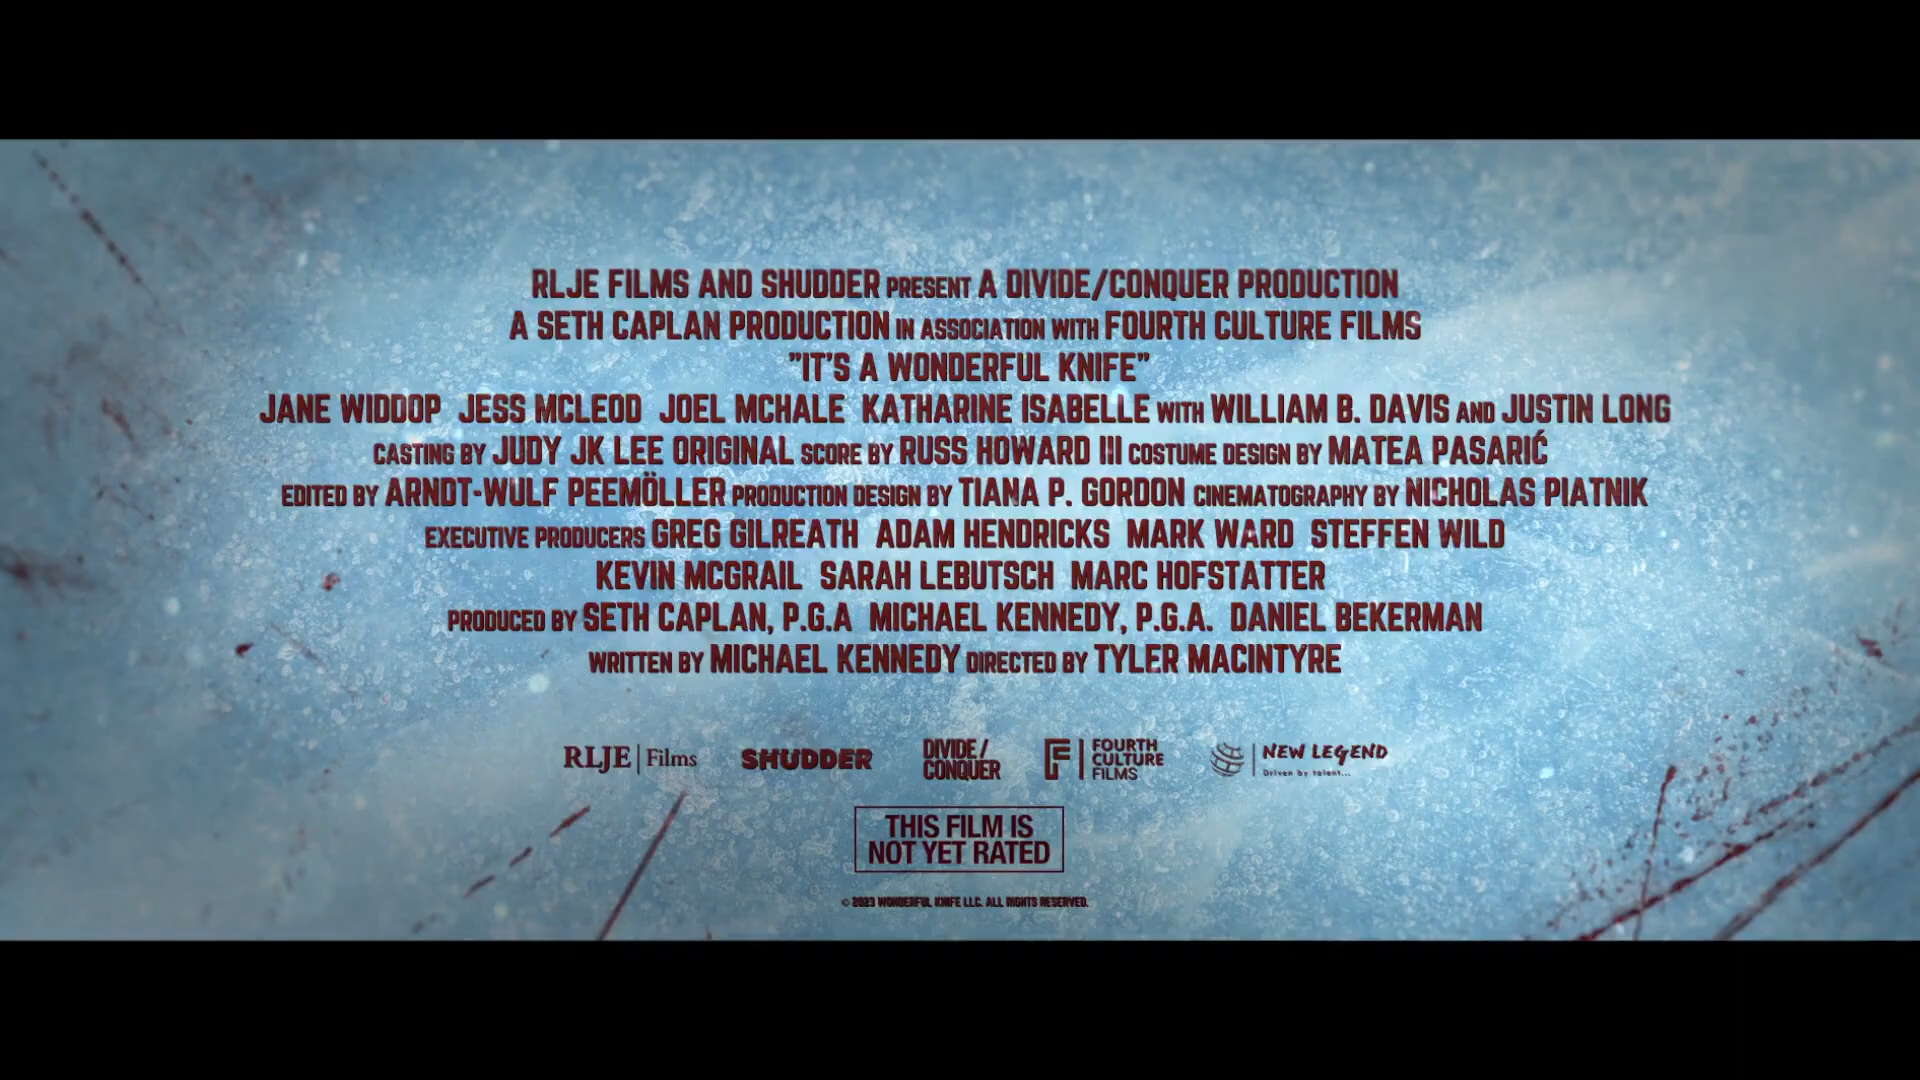 RLJE FILMS AND SHUDDER PRESENT A DIVIDE/CONQUER PRODUCTION
A SETH CAPLAN PRODUCTION IN ASSOCIATION WITH FOURTH CULTURE FILMS
"IT'S A WONDERFUL KNIFE"
JANE WIDDOP JESS MCLEOD JOEL MCHALE KATHARINE ISABELLE WITH WILLIAM B. DAVIS AND JUSTIN LONG
CASTING BY JUDY JK LEE ORIGINAL SCORE BY RUSS HOWARD III COSTUME DESIGN BY MATEA PASARIĆ
EDITED BY ARNDT-WULF PEEMÖLLER PRODUCTION DESIGN BY TIANA P. GORDON CINEMATOGRAPHY BY NICHOLAS PIATNIK
EXECUTIVE PRODUCERS GREG GILREATH ADAM HENDRICKS MARK WARD STEFFEN WILD
KEVIN MCGRAIL SARAH LEBUTSCH MARC HOFSTATTER
PRODUCED BY SETH CAPLAN, P.G.A MICHAEL KENNEDY, P.G.A. DANIEL BEKERMAN
WRITTEN BY MICHAEL KENNEDY DIRECTED BY TYLER MACINTYRE
RLJE | Films
SHUDDER
DIVIDE/
CONQUER
FOURTH
CULTURE
FILMS
NEW LEGEND
Driven by talent...
THIS FILM IS
NOT YET RATED
© 2023 WONDERFUL KNIFE LLC. ALL RIGHTS RESERVED.